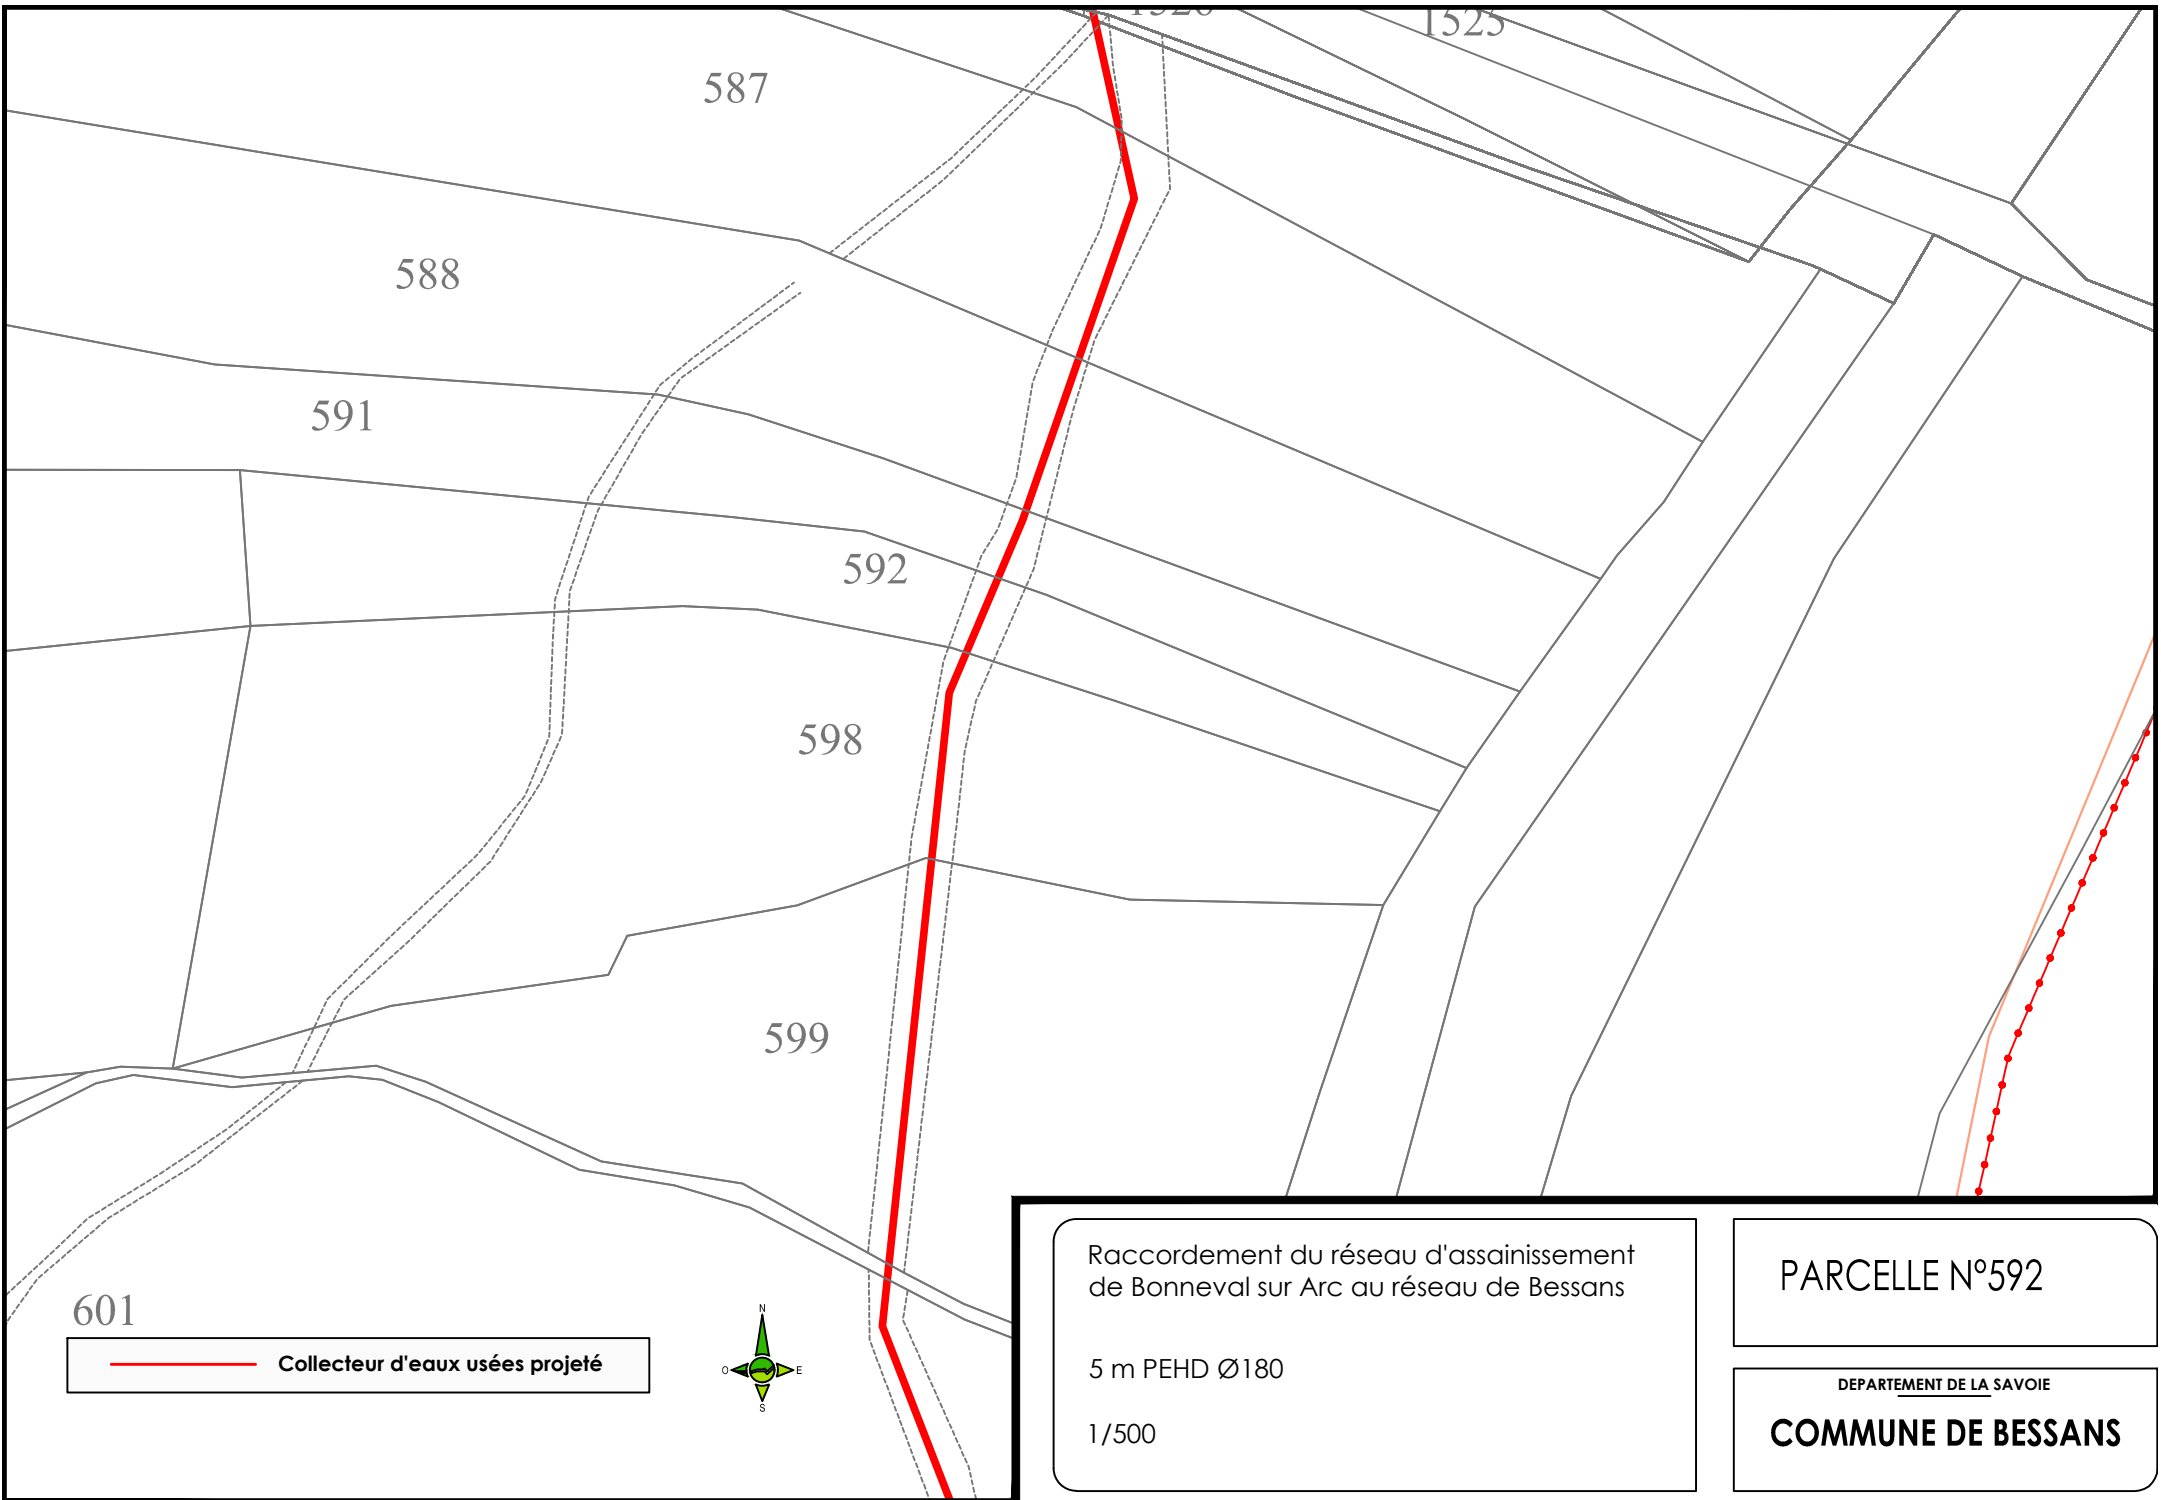 1525
587
588
591
592
598
599
601
Collecteur d'eaux usées projeté
N
O
E
S
Raccordement du réseau d'assainissement
de Bonneval sur Arc au réseau de Bessans
5 m PEHD Ø180
1/500
PARCELLE N°592
DEPARTEMENT DE LA SAVOIE
COMMUNE DE BESSANS